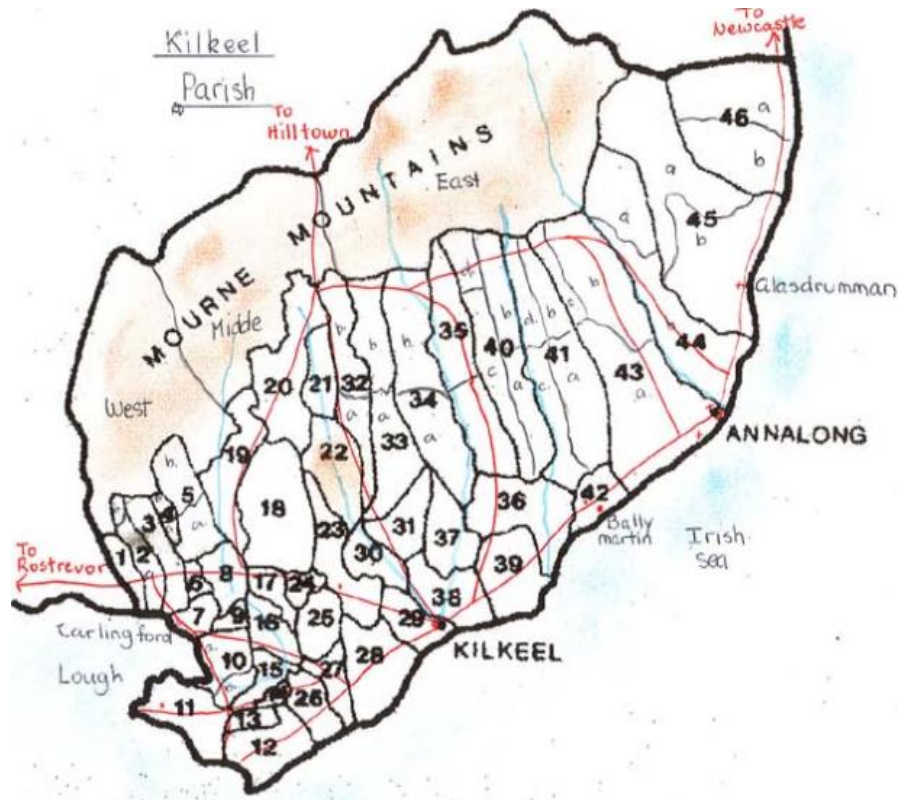 Kilkeel
Parish
To
Newcastle
To
Hilltown
MOURNE MOUNTAINS
East
Middle
West
46
a
b
a
a
45
b
Glasdrumman
44
b
43
a
ANNALONG
35
40
b
c
a
d
b
c
41
a
c
20
21
32
b
a
b
a
33
b
34
a
19
22
18
b
5
a
3
4
1
2
a
23
31
30
37
36
42
Bally
martin
Irish
Sea
To
Rostrevor
6
8
17
24
39
7
9
16
25
29
38
KILKEEL
Carlingford
Lough
a
10
a
15
27
28
11
14
26
13
12